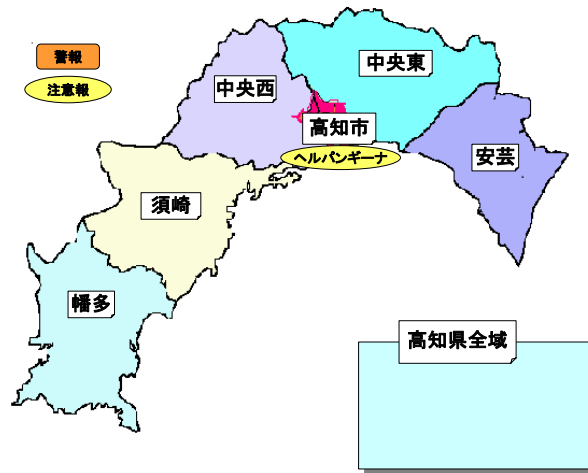 警報
注意報
中央東
中央西
高知市
ヘルパンギーナ
安芸
須崎
幡多
高知県全域